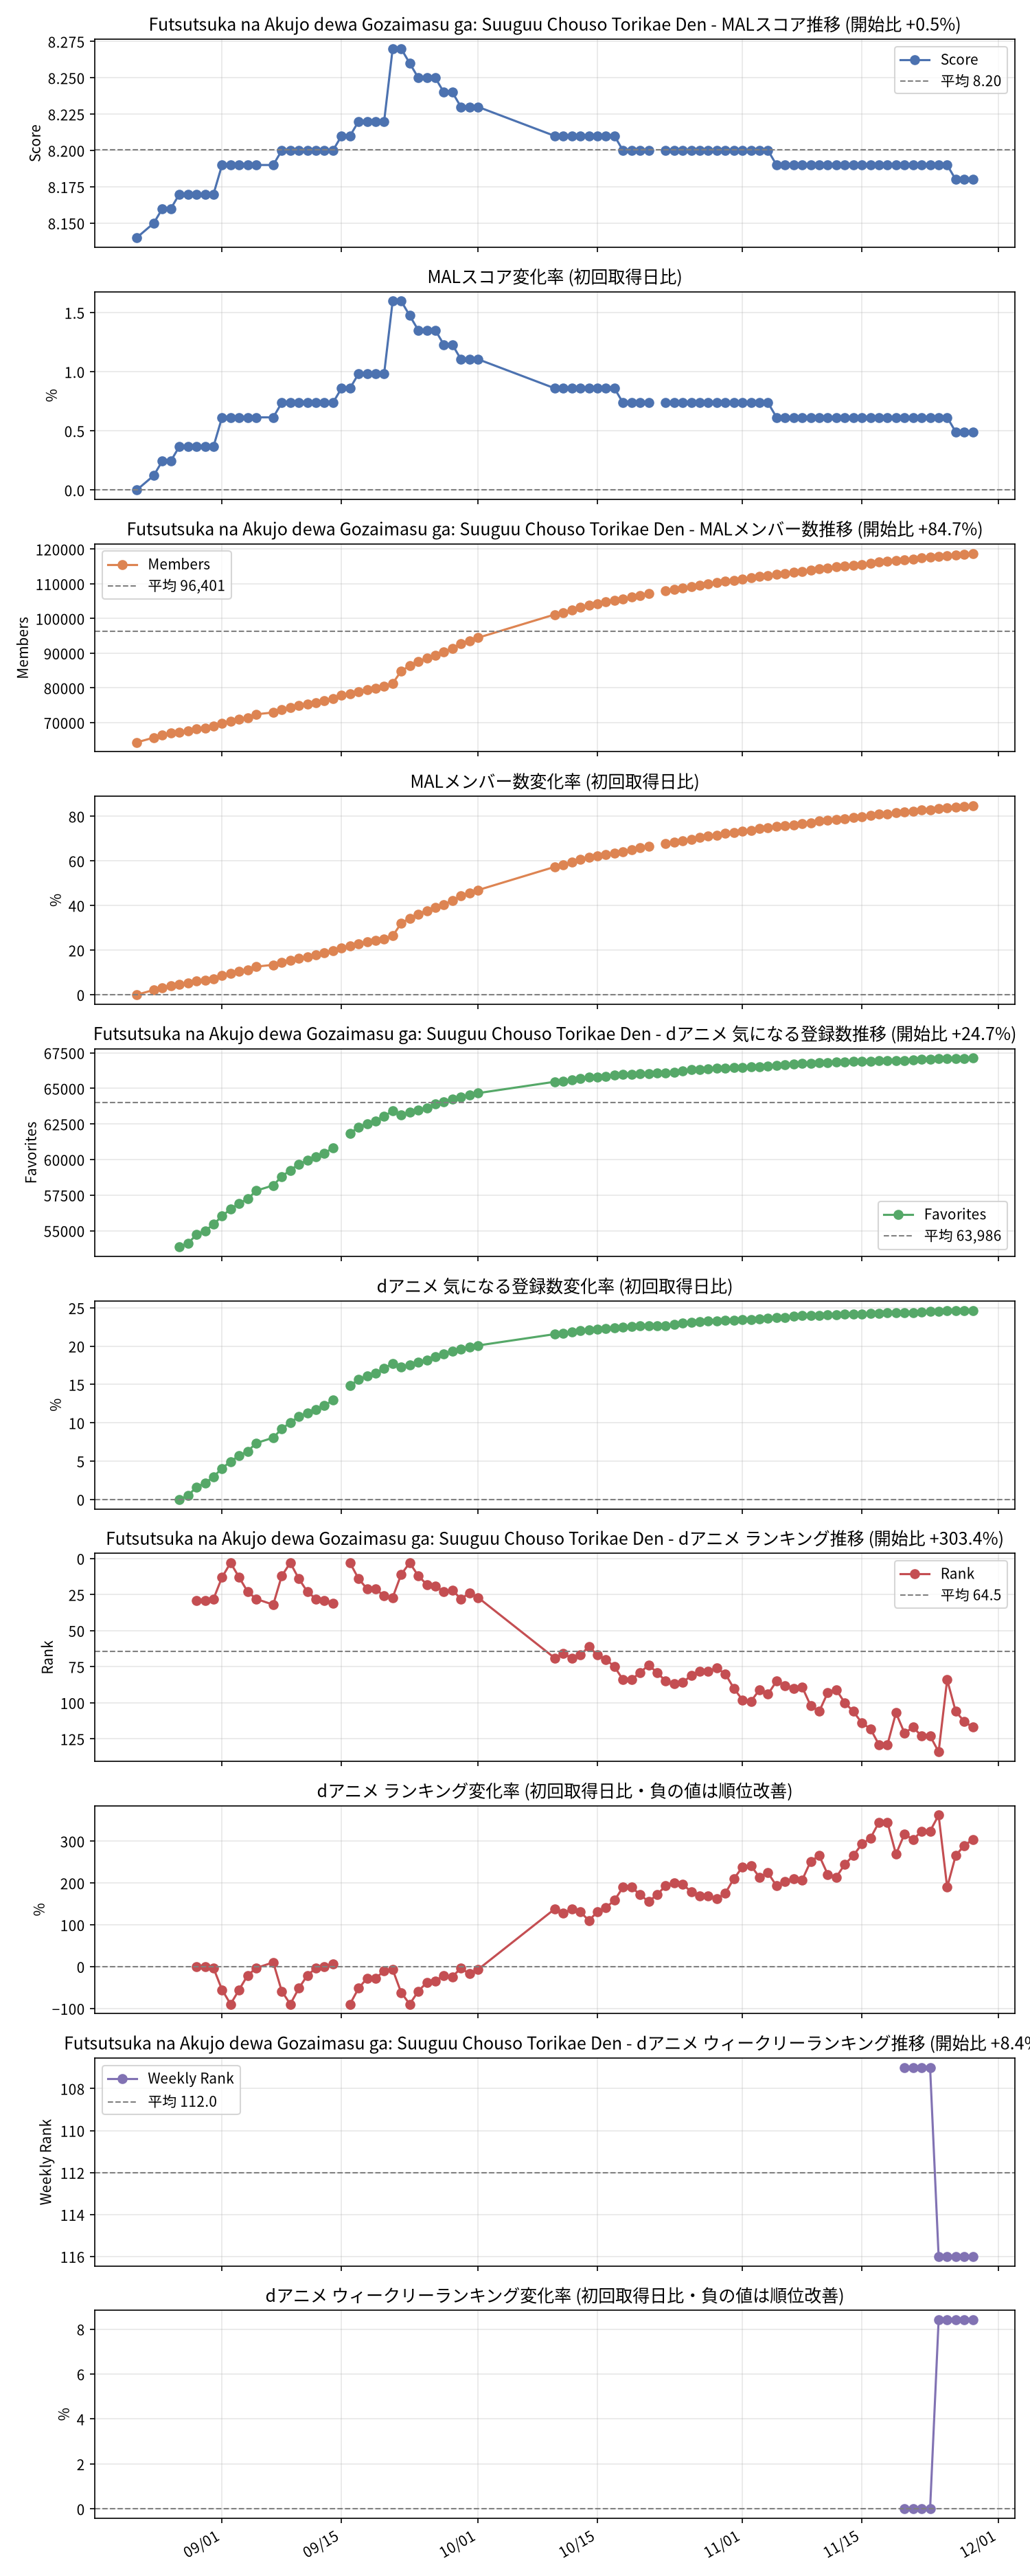 Futsutsuka na Akujo dewa Gozaimasu ga: Suuguu Chouso Torikae Den - MALスコア推移 (開始比 +0.5%)
8.275
8.250
8.225
8.200
8.175
8.150
Score
Score
平均 8.20
MALスコア変化率 (初回取得日比)
1.5
1.0
0.5
0.0
%
Futsutsuka na Akujo dewa Gozaimasu ga: Suuguu Chouso Torikae Den - MALメンバー数推移 (開始比 +84.7%)
120000
110000
100000
90000
80000
70000
Members
Members
平均 96,401
MALメンバー数変化率 (初回取得日比)
80
60
40
20
0
%
Futsutsuka na Akujo dewa Gozaimasu ga: Suuguu Chouso Torikae Den - dアニメ 気になる登録数推移 (開始比 +24.7%)
67500
65000
62500
60000
57500
55000
Favorites
Favorites
平均 63,986
dアニメ 気になる登録数変化率 (初回取得日比)
25
20
15
10
5
0
%
Futsutsuka na Akujo dewa Gozaimasu ga: Suuguu Chouso Torikae Den - dアニメ ランキング推移 (開始比 +303.4%)
0
25
50
75
100
125
Rank
Rank
平均 64.5
dアニメ ランキング変化率 (初回取得日比・負の値は順位改善)
300
200
100
0
−100
%
Futsutsuka na Akujo dewa Gozaimasu ga: Suuguu Chouso Torikae Den - dアニメ ウィークリーランキング推移 (開始比 +8.4%
108
110
112
114
116
Weekly Rank
Weekly Rank
平均 112.0
dアニメ ウィークリーランキング変化率 (初回取得日比・負の値は順位改善)
8
6
4
2
0
%
09/01
09/15
10/01
10/15
11/01
11/15
12/01